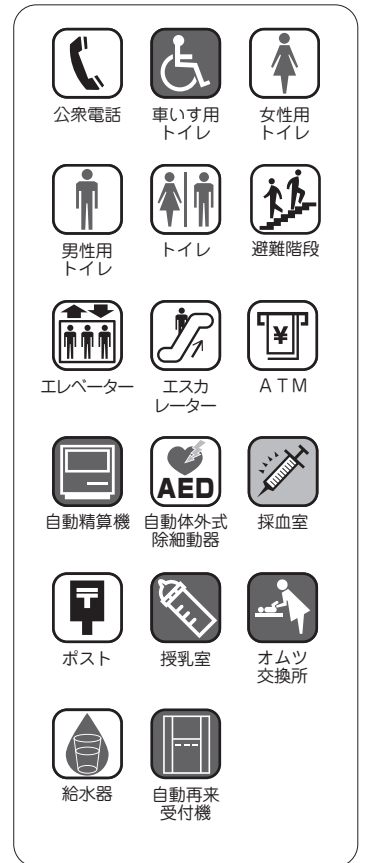 公衆電話
車いす用
トイレ
女性用
トイレ
男性用
トイレ
トイレ
避難階段
エレベーター
エスカ
レーター
¥
ATM
自動精算機
AED
自動体外式
除細動器
採血室
〒
ポスト
授乳室
オムツ
交換所
給水器
自動再来
受付機